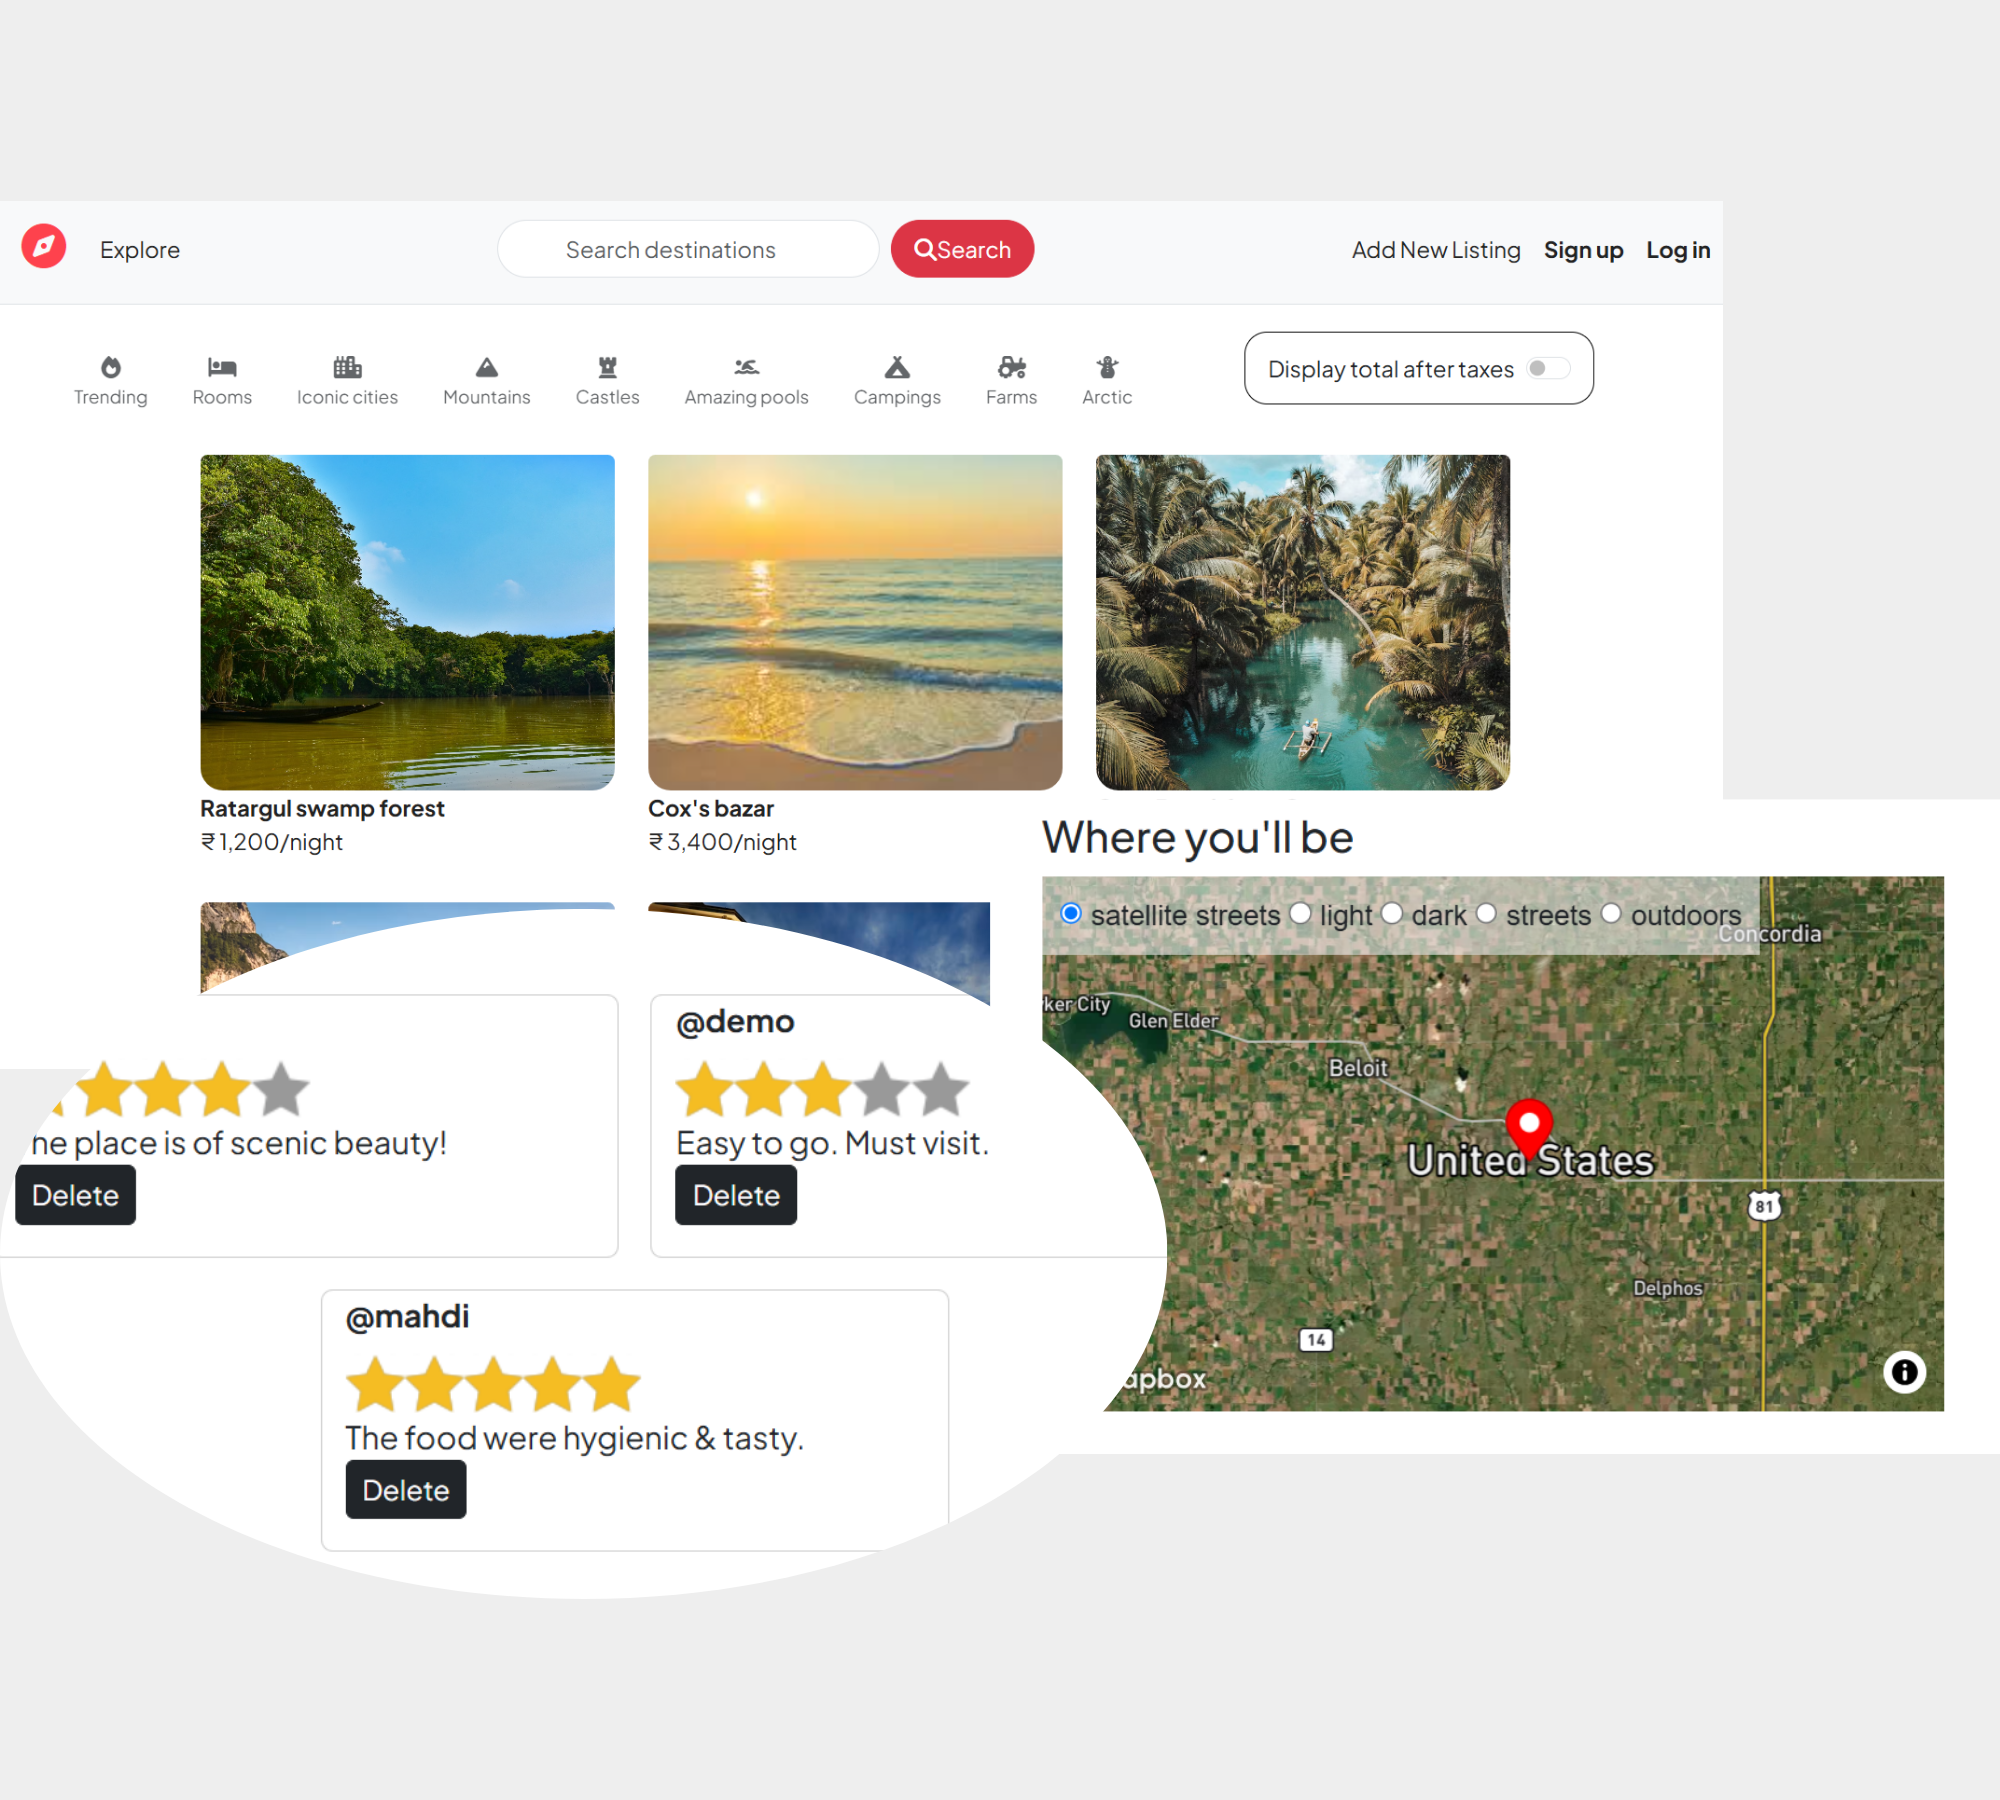 Explore
Search destinations
Search
Add New Listing Sign up Log in
Trending Rooms Iconic cities Mountains Castles Amazing pools Campings Farms Arctic
Display total after taxes
Ratargul swamp forest
₹ 1,200/night
Cox's bazar
₹ 3,400/night
Where you'll be
satellite streets light dark streets outdoors
Concordia
ker City
Glen Elder
Beloit
United States
81
Delphos
14
apbox
@demo
he place is of scenic beauty!
Delete
Easy to go. Must visit.
Delete
@mahdi
The food were hygienic & tasty.
Delete